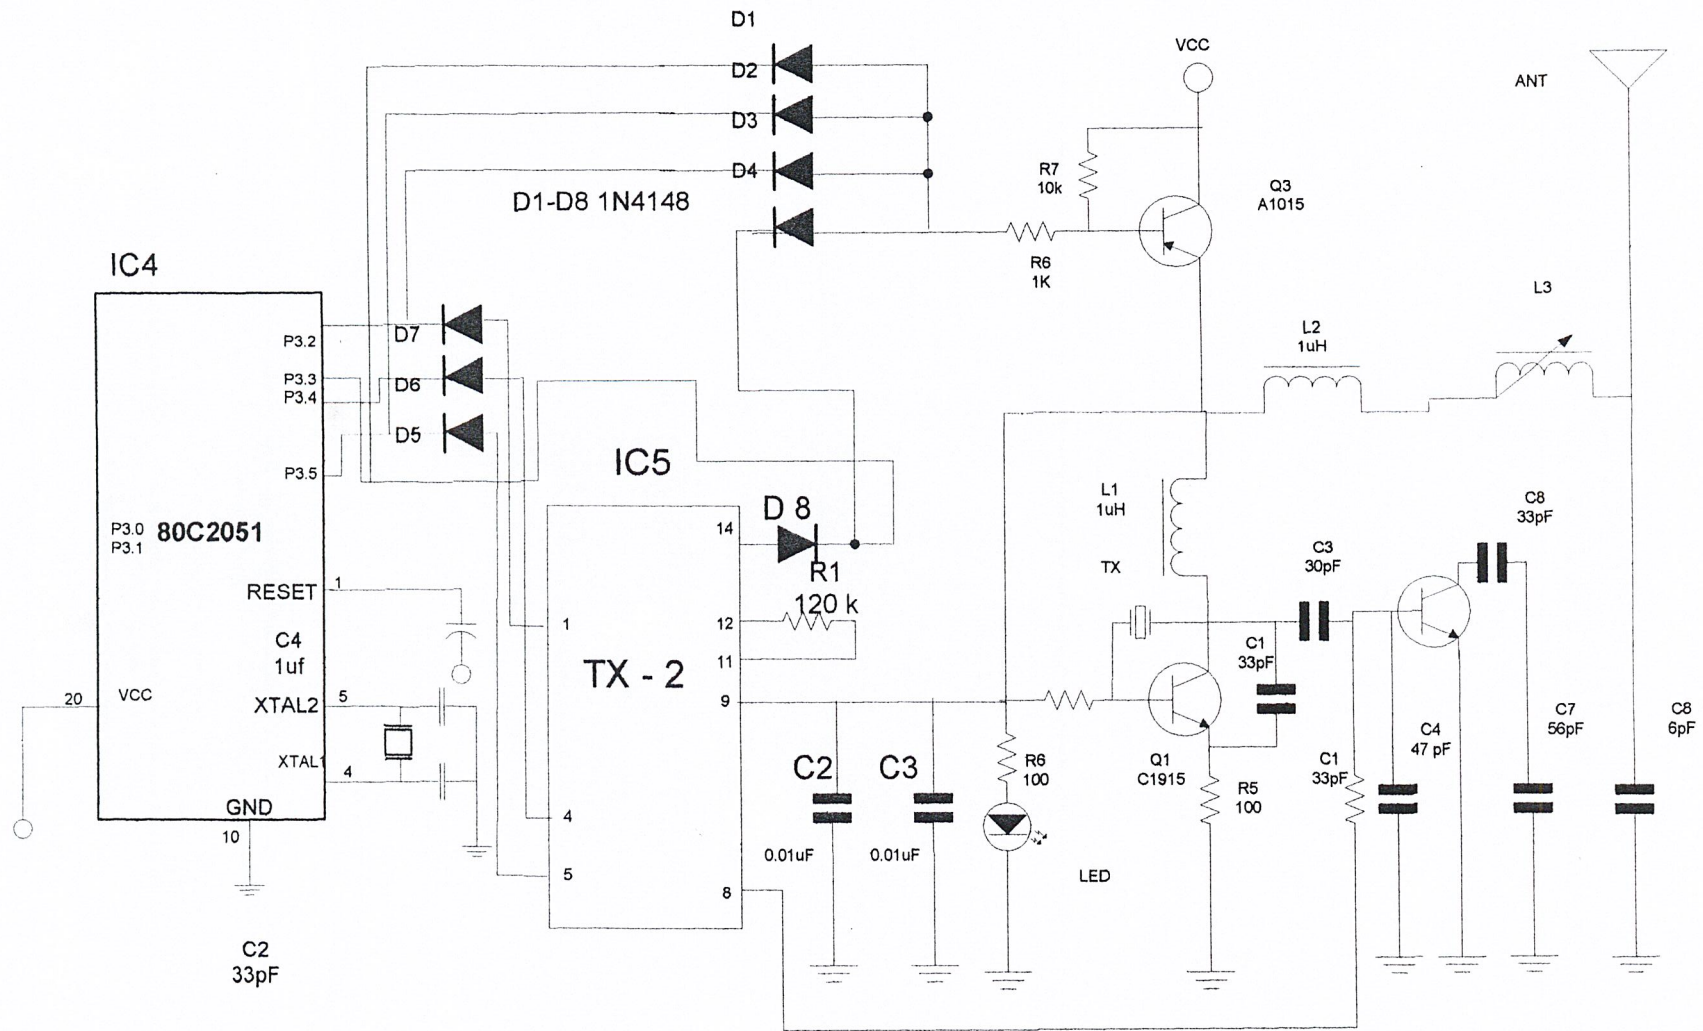 D1
D2
D3
D4
D1-D8 1N4148
VCC
ANT
R7
10k
Q3
A1015
R6
1K
IC4
P3.2
P3.3
P3.4
P3.5
P3.0
P3.1
80C2051
RESET
1
C4
1uf
20
VCC
XTAL2
5
XTAL1
4
GND
10
C2
33pF
D7
D6
D5
IC5
TX - 2
1
4
5
14
12
11
9
8
D 8
R1
120 k
L2
1uH
L3
L1
1uH
TX
C3
30pF
C8
33pF
C1
33pF
Q1
C1915
R5
100
R6
100
LED
C2
0.01uF
C3
0.01uF
C1
33pF
C4
47 pF
C7
56pF
C8
6pF